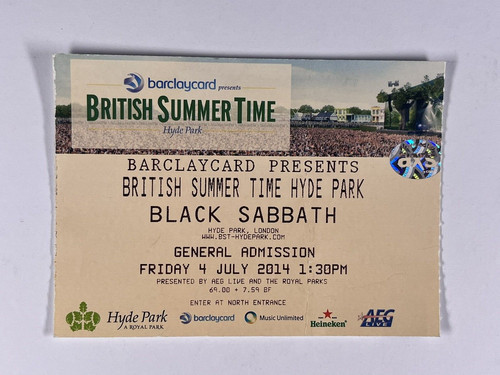 barclaycard presents
BRITISH SUMMER TIME
Hyde Park
BARCLAYCARD PRESENTS
BRITISH SUMMER TIME HYDE PARK
BLACK SABBATH
HYDE PARK, LONDON
WWW.BST-HYDEPARK.COM
GENERAL ADMISSION
FRIDAY 4 JULY 2014 1:30PM
PRESENTED BY AEG LIVE AND THE ROYAL PARKS
69.00 + 7.59 BF
ENTER AT NORTH ENTRANCE
Hyde Park
A ROYAL PARK
barclaycard
Music Unlimited
Heineken
AEG
LIVE